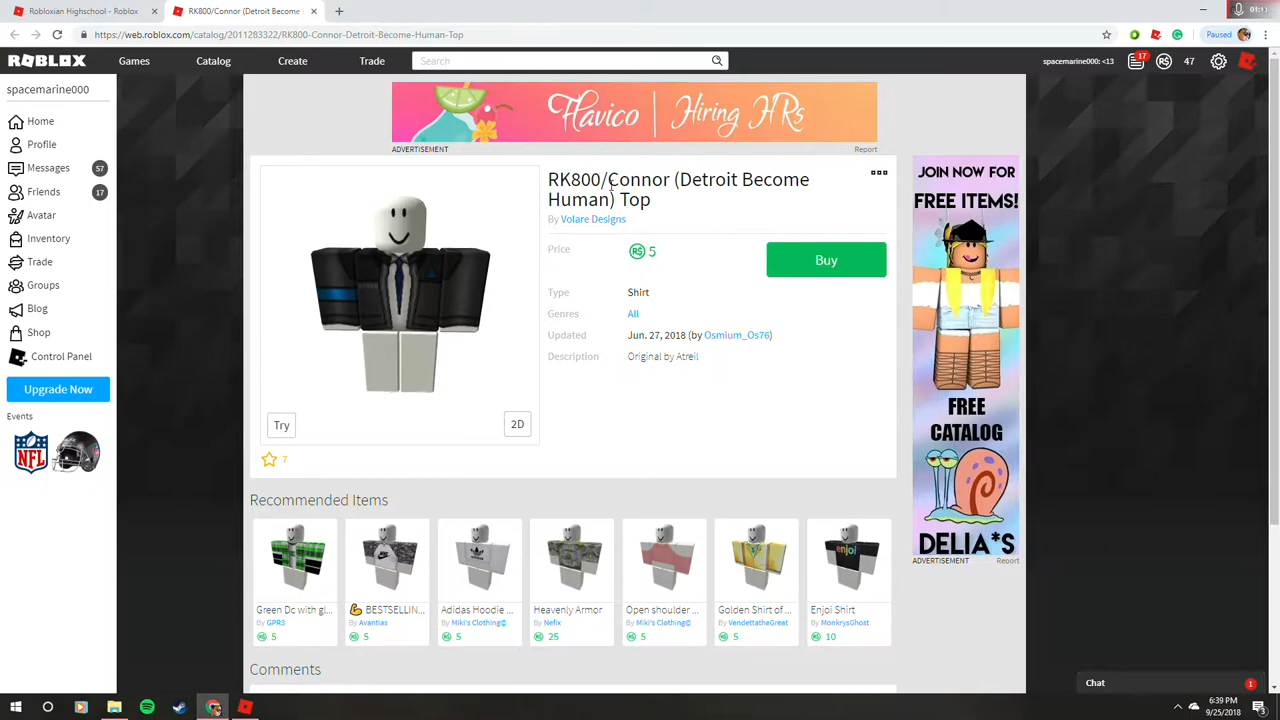 Robloxian Highschool - Roblox
RK800/Connor (Detroit Become
https://web.roblox.com/catalog/2011283322/RK800-Connor-Detroit-Become-Human-Top
Paused
ROBLOX
Games
Catalog
Create
Trade
Search
spacemarine000: <13
17
47
spacemarine000
Home
Profile
Messages
57
Friends
17
Avatar
Inventory
Trade
Groups
Blog
Shop
Control Panel
Upgrade Now
Events
NFL
Flavico | Hiring HRs
ADVERTISEMENT
Report
RK800/Connor (Detroit Become
Human) Top
By Volare Designs
Price
R$ 5
Buy
Type
Shirt
Genres
All
Updated
Jun. 27, 2018 (by Osmium_Os76)
Description
Original by Atreil
Try
2D
7
JOIN NOW FOR
FREE ITEMS!
FREE
CATALOG
DELIA*S
ADVERTISEMENT
Report
Recommended Items
Green Dc with gl...
By GPR3
R$ 5
💪 BESTSELLIN...
By Avantias
R$ 5
Adidas Hoodie ...
By Miki's Clothing©
R$ 5
Heavenly Armor
By Nefix
R$ 25
Open shoulder ...
By Miki's Clothing©
R$ 5
Golden Shirt of ...
By VendettatheGreat
R$ 5
enjoi
Enjoi Shirt
By MonkrysGhost
R$ 10
Comments
Chat
1
6:39 PM
9/25/2018
3